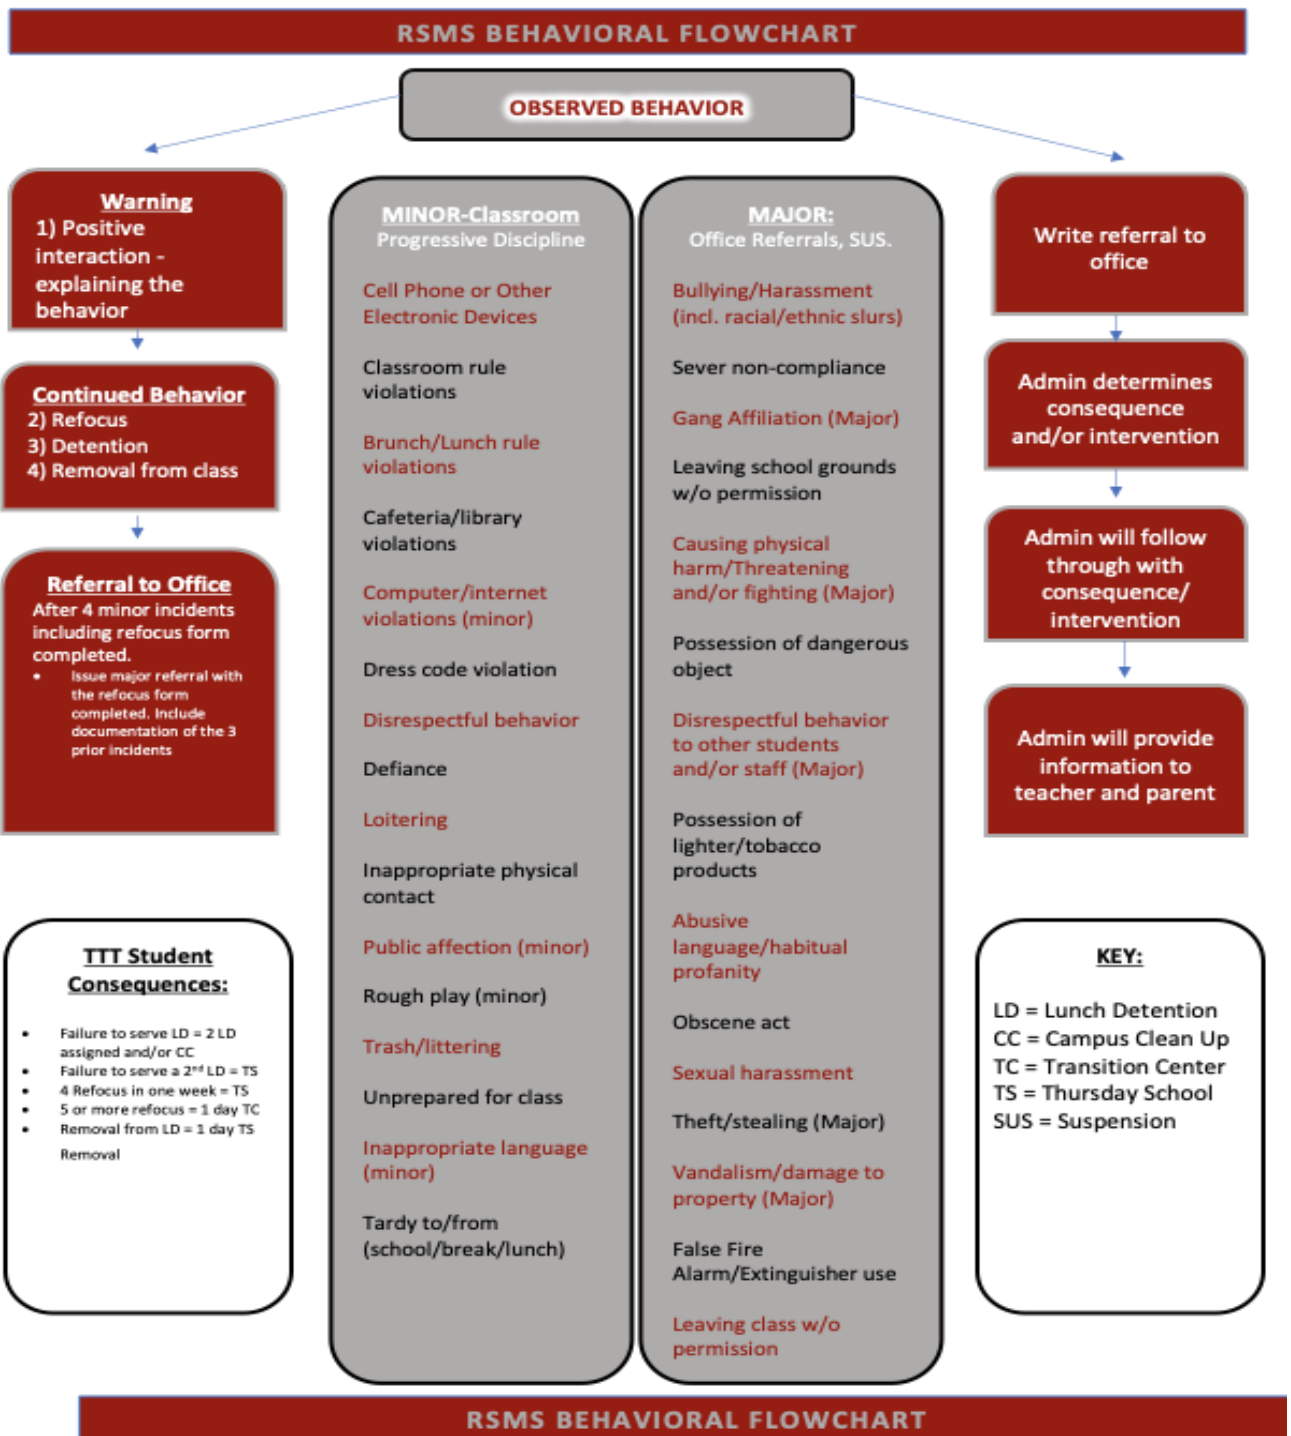 RSMS BEHAVIORAL FLOWCHART
OBSERVED BEHAVIOR
Warning
1) Positive
interaction -
explaining the
behavior
Continued Behavior
2) Refocus
3) Detention
4) Removal from class
Referral to Office
After 4 minor incidents
including refocus form
completed.
• Issue major referral with
the refocus form
completed. Include
documentation of the 3
prior incidents
TTT Student
Consequences:
• Failure to serve LD = 2 LD
assigned and/or CC
• Failure to serve a 2nd LD = TS
• 4 Refocus in one week = TS
• 5 or more refocus = 1 day TC
• Removal from LD = 1 day TS
Removal
MINOR-Classroom
Progressive Discipline
Cell Phone or Other
Electronic Devices
Classroom rule
violations
Brunch/Lunch rule
violations
Cafeteria/library
violations
Computer/internet
violations (minor)
Dress code violation
Disrespectful behavior
Defiance
Loitering
Inappropriate physical
contact
Public affection (minor)
Rough play (minor)
Trash/littering
Unprepared for class
Inappropriate language
(minor)
Tardy to/from
(school/break/lunch)
MAJOR:
Office Referrals, SUS.
Bullying/Harassment
(incl. racial/ethnic slurs)
Sever non-compliance
Gang Affiliation (Major)
Leaving school grounds
w/o permission
Causing physical
harm/Threatening
and/or fighting (Major)
Possession of dangerous
object
Disrespectful behavior
to other students
and/or staff (Major)
Possession of
lighter/tobacco
products
Abusive
language/habitual
profanity
Obscene act
Sexual harassment
Theft/stealing (Major)
Vandalism/damage to
property (Major)
False Fire
Alarm/Extinguisher use
Leaving class w/o
permission
Write referral to
office
Admin determines
consequence
and/or intervention
Admin will follow
through with
consequence/
intervention
Admin will provide
information to
teacher and parent
KEY:
LD = Lunch Detention
CC = Campus Clean Up
TC = Transition Center
TS = Thursday School
SUS = Suspension
RSMS BEHAVIORAL FLOWCHART